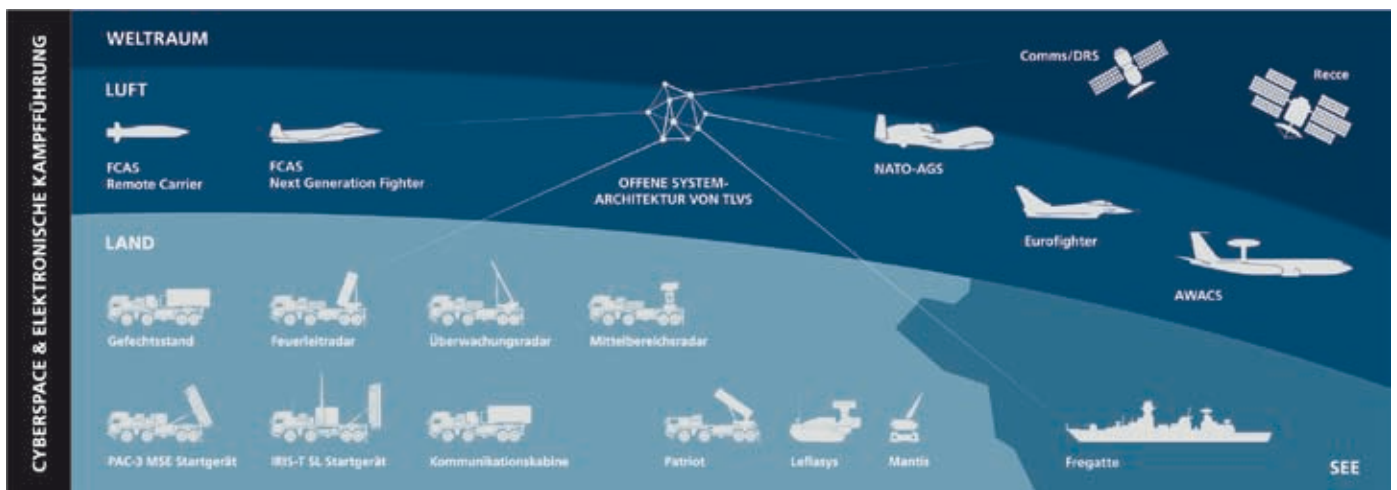 CYBERSPACE & ELEKTRONISCHE KAMPFFÜHRUNG
WELTRAUM
Comms/DRS
Recce
LUFT
FCAS
Remote Carrier
FCAS
Next Generation Fighter
OFFENE SYSTEM-
ARCHITEKTUR VON TLVS
NATO-AGS
Eurofighter
AWACS
LAND
Gefechtsstand
Feuerleitradar
Überwachungsradar
Mittelbereichsradar
PAC-3 MSE Startgerät
IRIS-T SL Startgerät
Kommunikationskabine
Patriot
Leflasys
Mantis
Fregatte
SEE